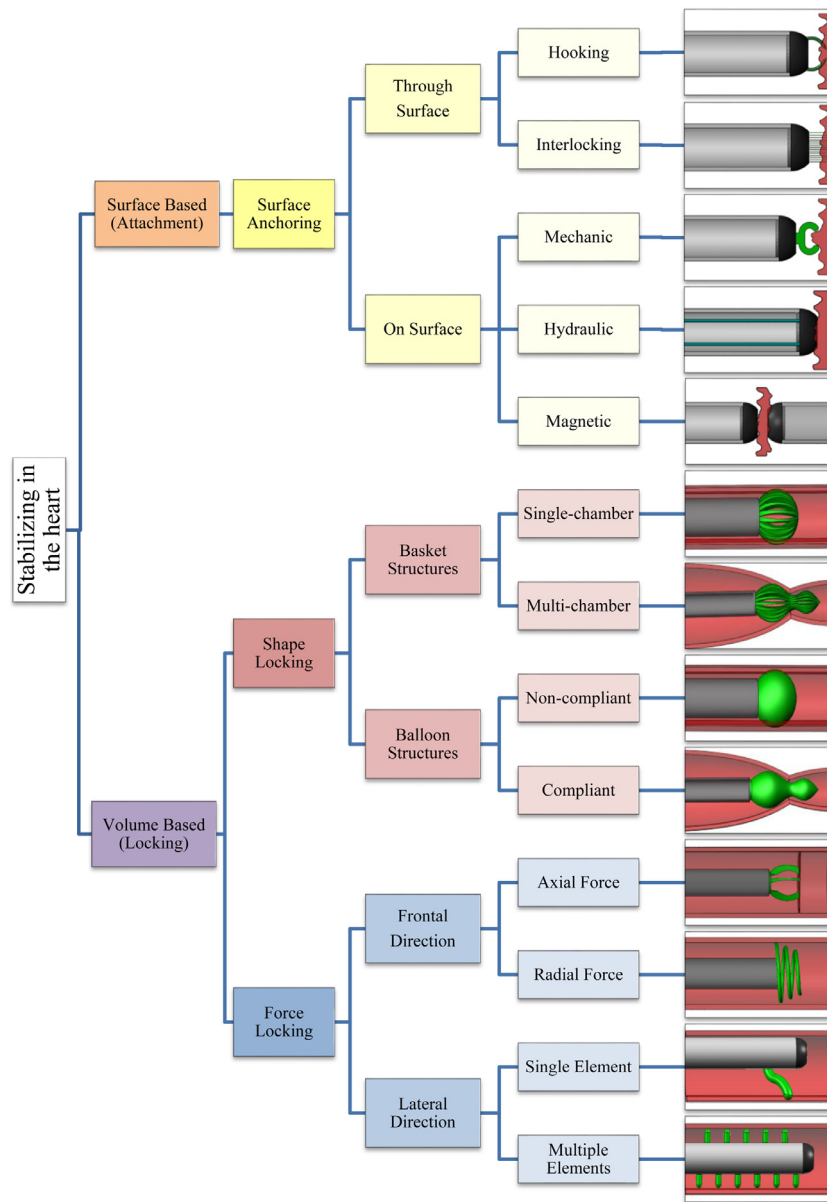 Stabilizing in
the heart
Surface Based
(Attachment)
Surface
Anchoring
Through
Surface
Hooking
Interlocking
On Surface
Mechanic
Hydraulic
Magnetic
Volume Based
(Locking)
Shape
Locking
Basket
Structures
Single-chamber
Multi-chamber
Balloon
Structures
Non-compliant
Compliant
Force
Locking
Frontal
Direction
Axial Force
Radial Force
Lateral
Direction
Single Element
Multiple
Elements